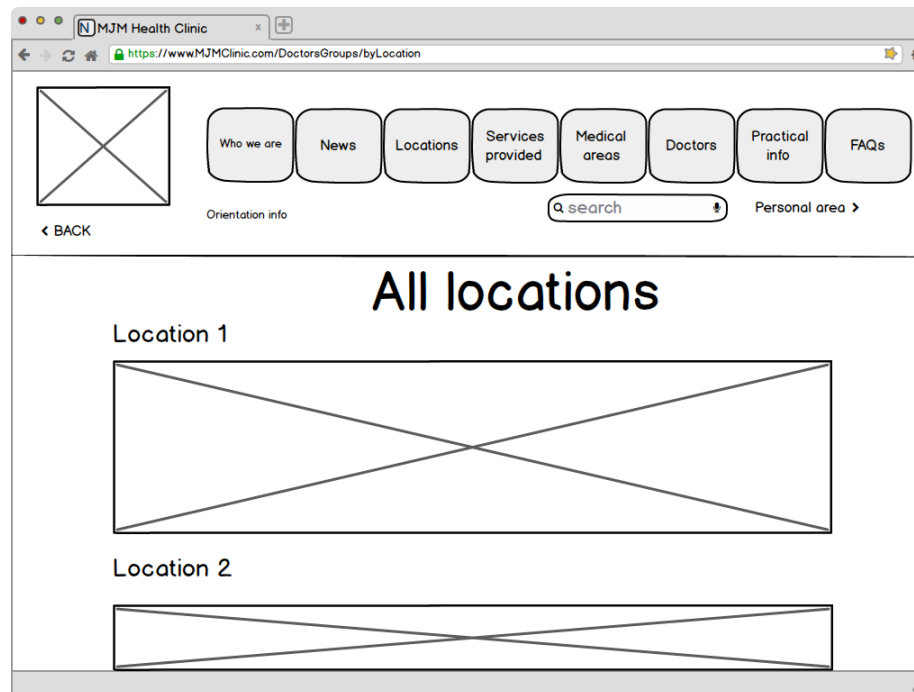 N MJM Health Clinic x
https://www.MJMClinic.com/DoctorsGroups/byLocation
Who we are
News
Locations
Services
provided
Medical
areas
Doctors
Practical
info
FAQs
Orientation info
search
Personal area >
< BACK
All locations
Location 1
Location 2